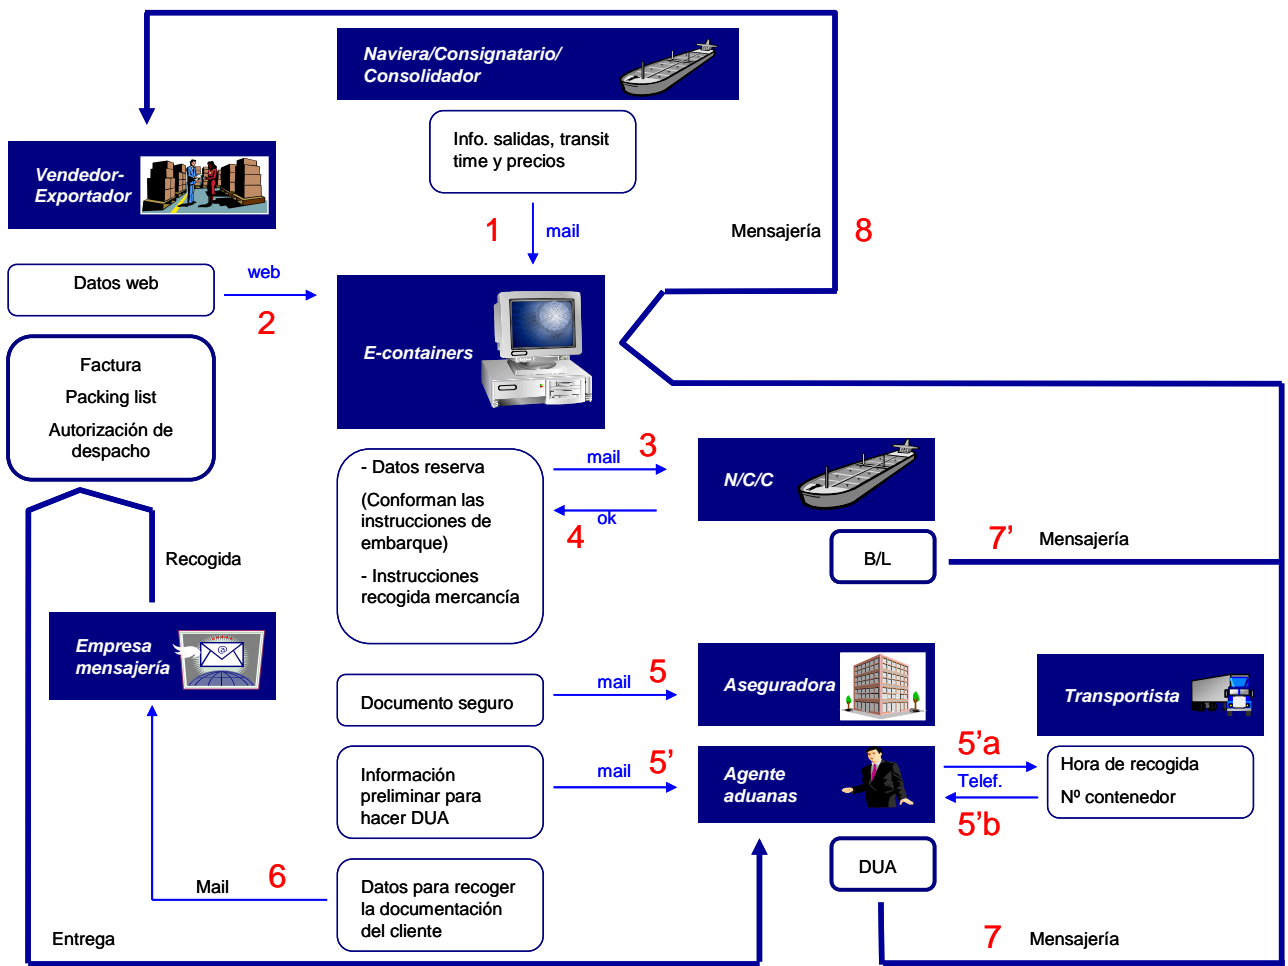 Naviera/Consignatario/
Consolidador
Info. salidas, transit
time y precios
Vendedor-
Exportador
1
mail
Mensajería
8
Datos web
web
2
E-containers
Factura
Packing list
Autorización de
despacho
- Datos reserva
(Conforman las
instrucciones de
embarque)
- Instrucciones
recogida mercancía
mail
3
4
ok
N/C/C
B/L
7’
Mensajería
Recogida
Empresa
mensajería
@
Documento seguro
mail
5
Aseguradora
Transportista
Información
preliminar para
hacer DUA
mail
5’
Agente
aduanas
5’a
Telef.
5’b
Hora de recogida
Nº contenedor
DUA
Mail
6
Datos para recoger
la documentación
del cliente
Entrega
7
Mensajería